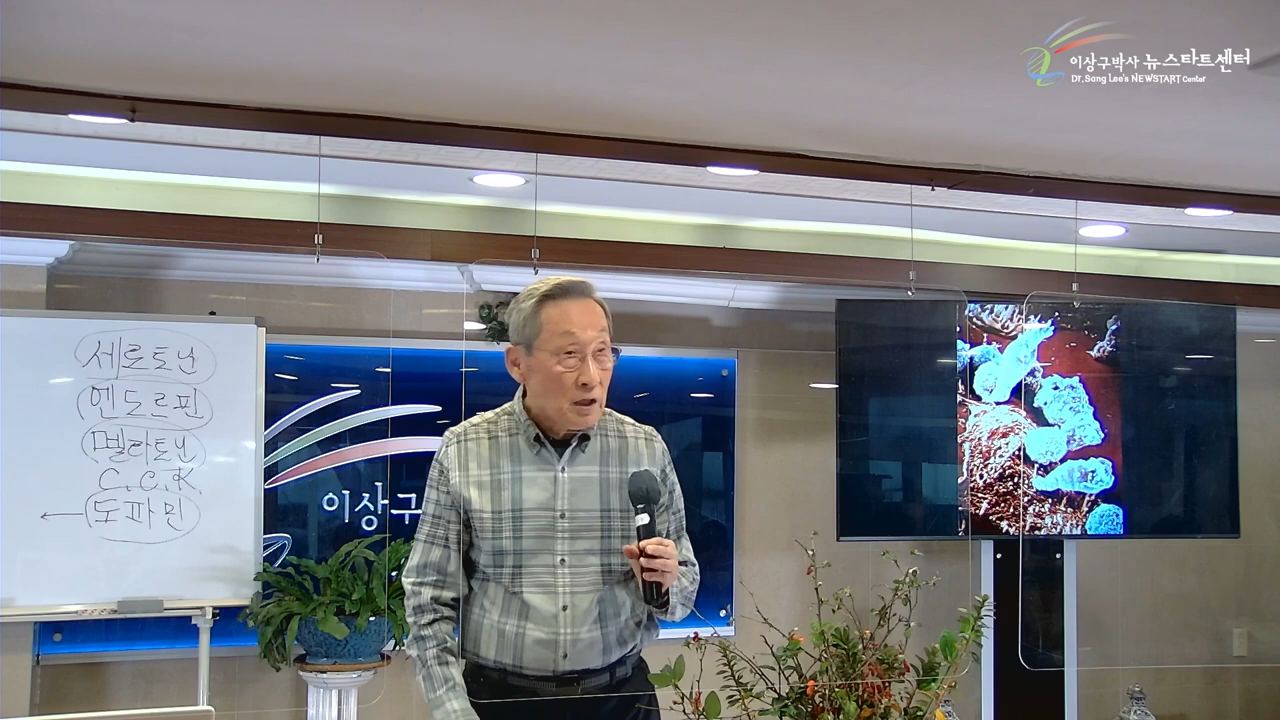 이상구박사 뉴스타트센터
Dr. Sang Lee's NEWSTART Center
세로토닌
엔도르핀
멜라토닌
C.C.K.
도파민
이상구